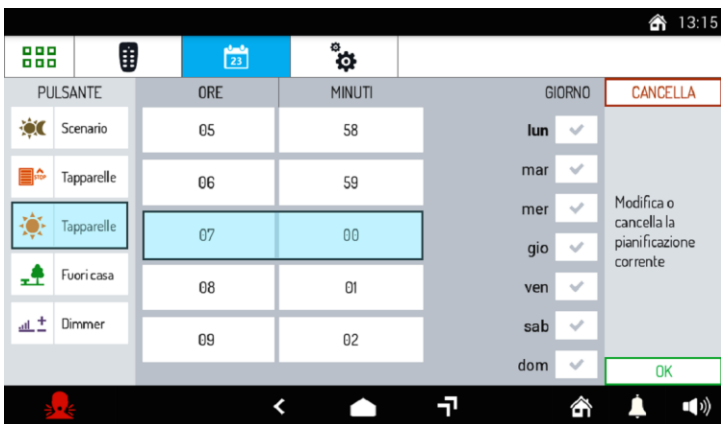 13:15
23
PULSANTE
ORE
MINUTI
GIORNO
CANCELLA
Scenario
05
58
lun
STOP
Tapparelle
06
59
mar
Tapparelle
07
00
mer
gio
Modifica o
cancella la
pianificazione
corrente
Fuori casa
08
01
ven
Dimmer
09
02
sab
dom
OK